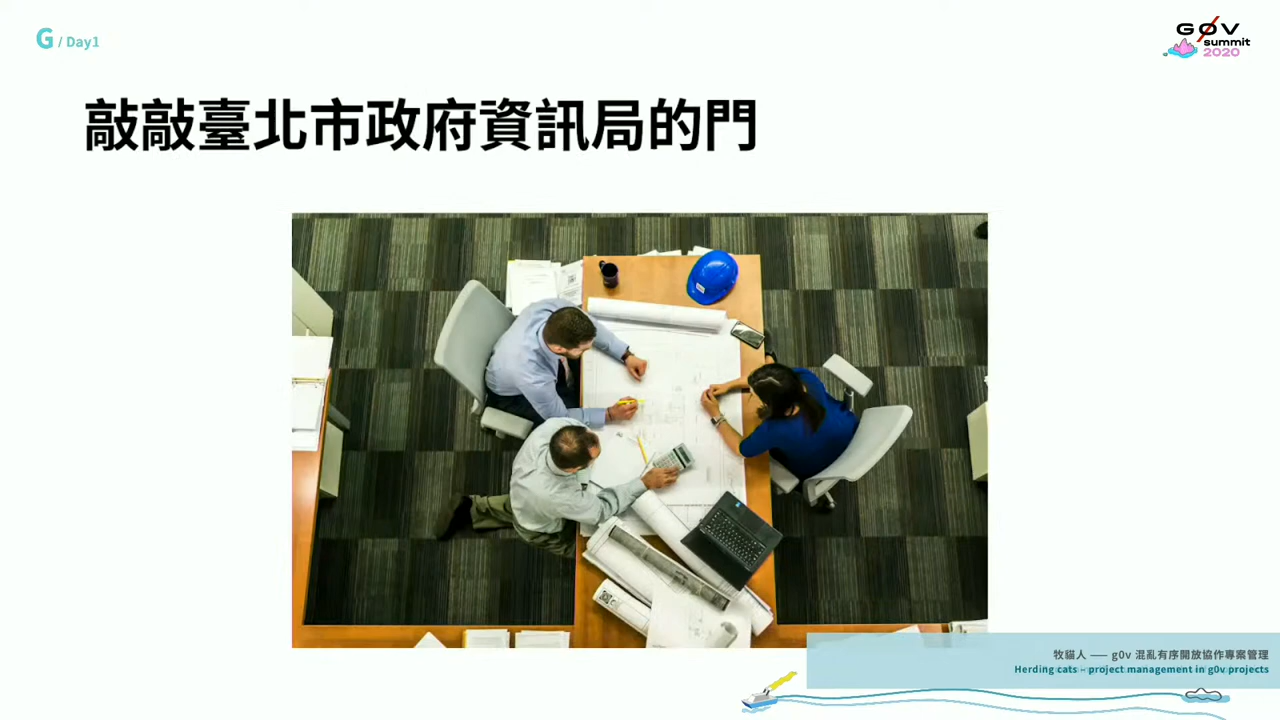 G / Day1
G0V
summit
2020
敲敲臺北市政府資訊局的門
牧貓人 —— g0v 混亂有序開放協作專案管理
Herding cats - project management in g0v projects